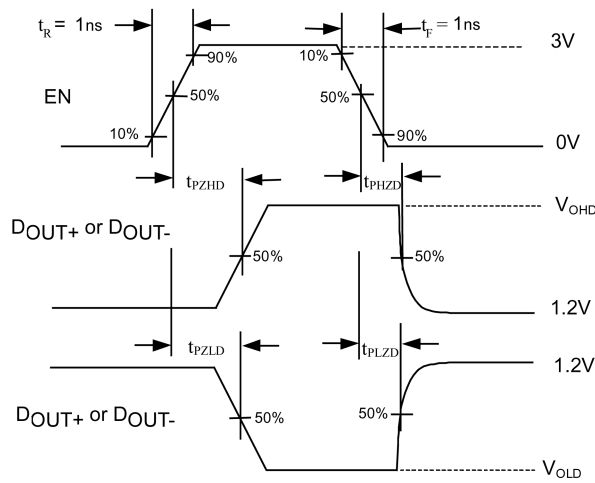 tR = 1ns
tF = 1ns
3V
90%
10%
EN
50%
50%
10%
90%
0V
tPZHD
tPHZD
VOHD
DOUT+ or DOUT-
50%
50%
1.2V
tPZLD
tPLZD
1.2V
DOUT+ or DOUT-
50%
50%
VOLD